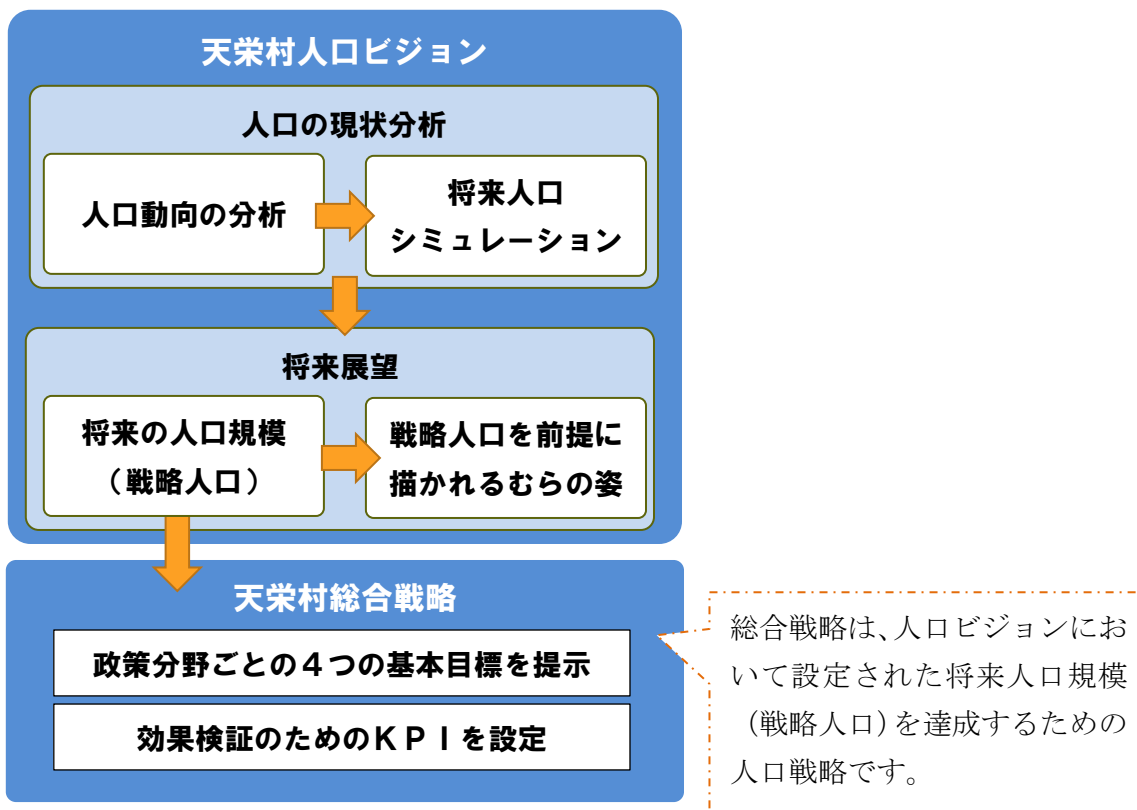 天栄村人口ビジョン
人口の現状分析
人口動向の分析
将来人口
シミュレーション
将来展望
将来の人口規模
（戦略人口）
戦略人口を前提に
描かれるむらの姿
天栄村総合戦略
政策分野ごとの４つの基本目標を提示
効果検証のためのＫＰＩを設定
総合戦略は、人口ビジョンにお
いて設定された将来人口規模
（戦略人口）を達成するための
人口戦略です。